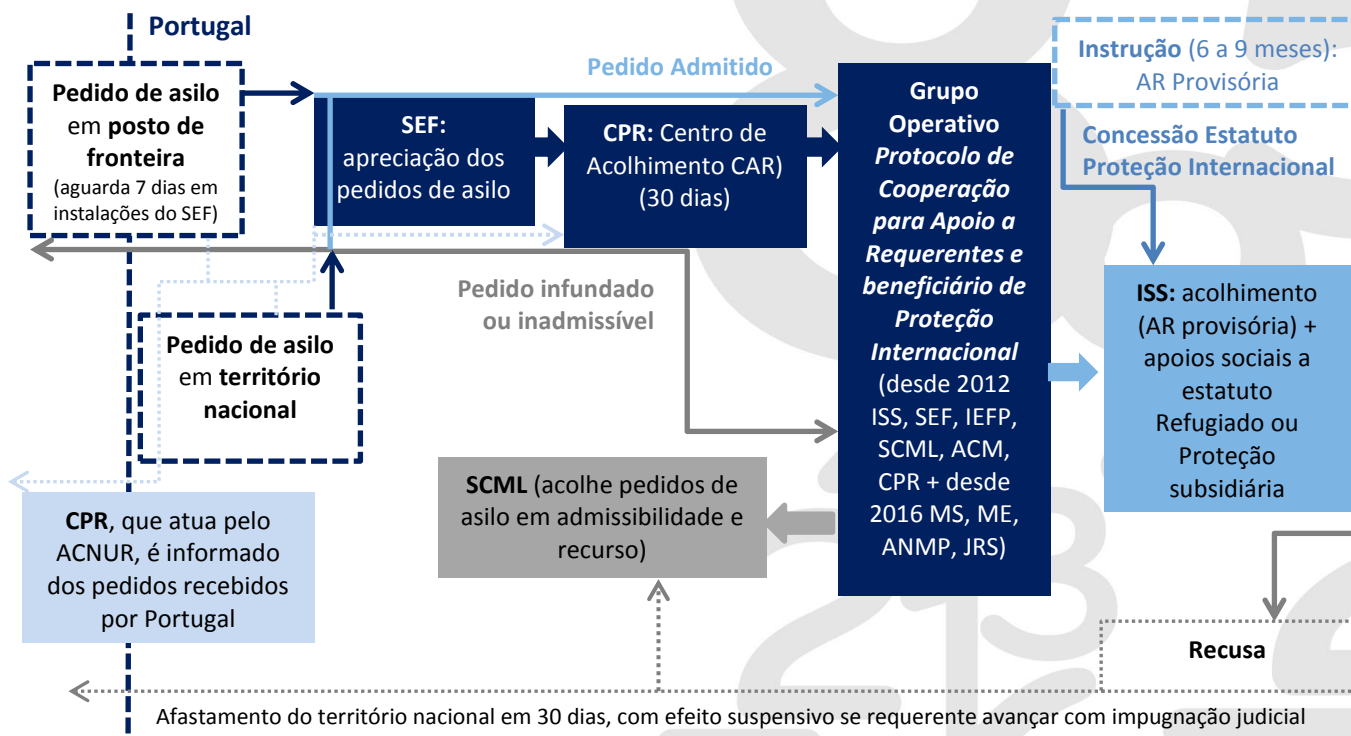 Portugal
Pedido de asilo
em posto de
fronteira
(aguarda 7 dias em
instalações do SEF)
Pedido Admitido
SEF:
apreciação dos
pedidos de asilo
CPR: Centro de
Acolhimento CAR)
(30 dias)
Grupo
Operativo
Protocolo de
Cooperação
para Apoio a
Requerentes e
beneficiário de
Proteção
Internacional
(desde 2012
ISS, SEF, IEFP,
SCML, ACM,
CPR + desde
2016 MS, ME,
ANMP, JRS)
Instrução (6 a 9 meses):
AR Provisória
Concessão Estatuto
Proteção Internacional
ISS: acolhimento
(AR provisória) +
apoios sociais a
estatuto
Refugiado ou
Proteção
subsidiária
Pedido infundado
ou inadmissível
Pedido de asilo
em território
nacional
SCML (acolhe pedidos de
asilo em admissibilidade e
recurso)
CPR, que atua pelo
ACNUR, é informado
dos pedidos recebidos
por Portugal
Recusa
Afastamento do território nacional em 30 dias, com efeito suspensivo se requerente avançar com impugnação judicial